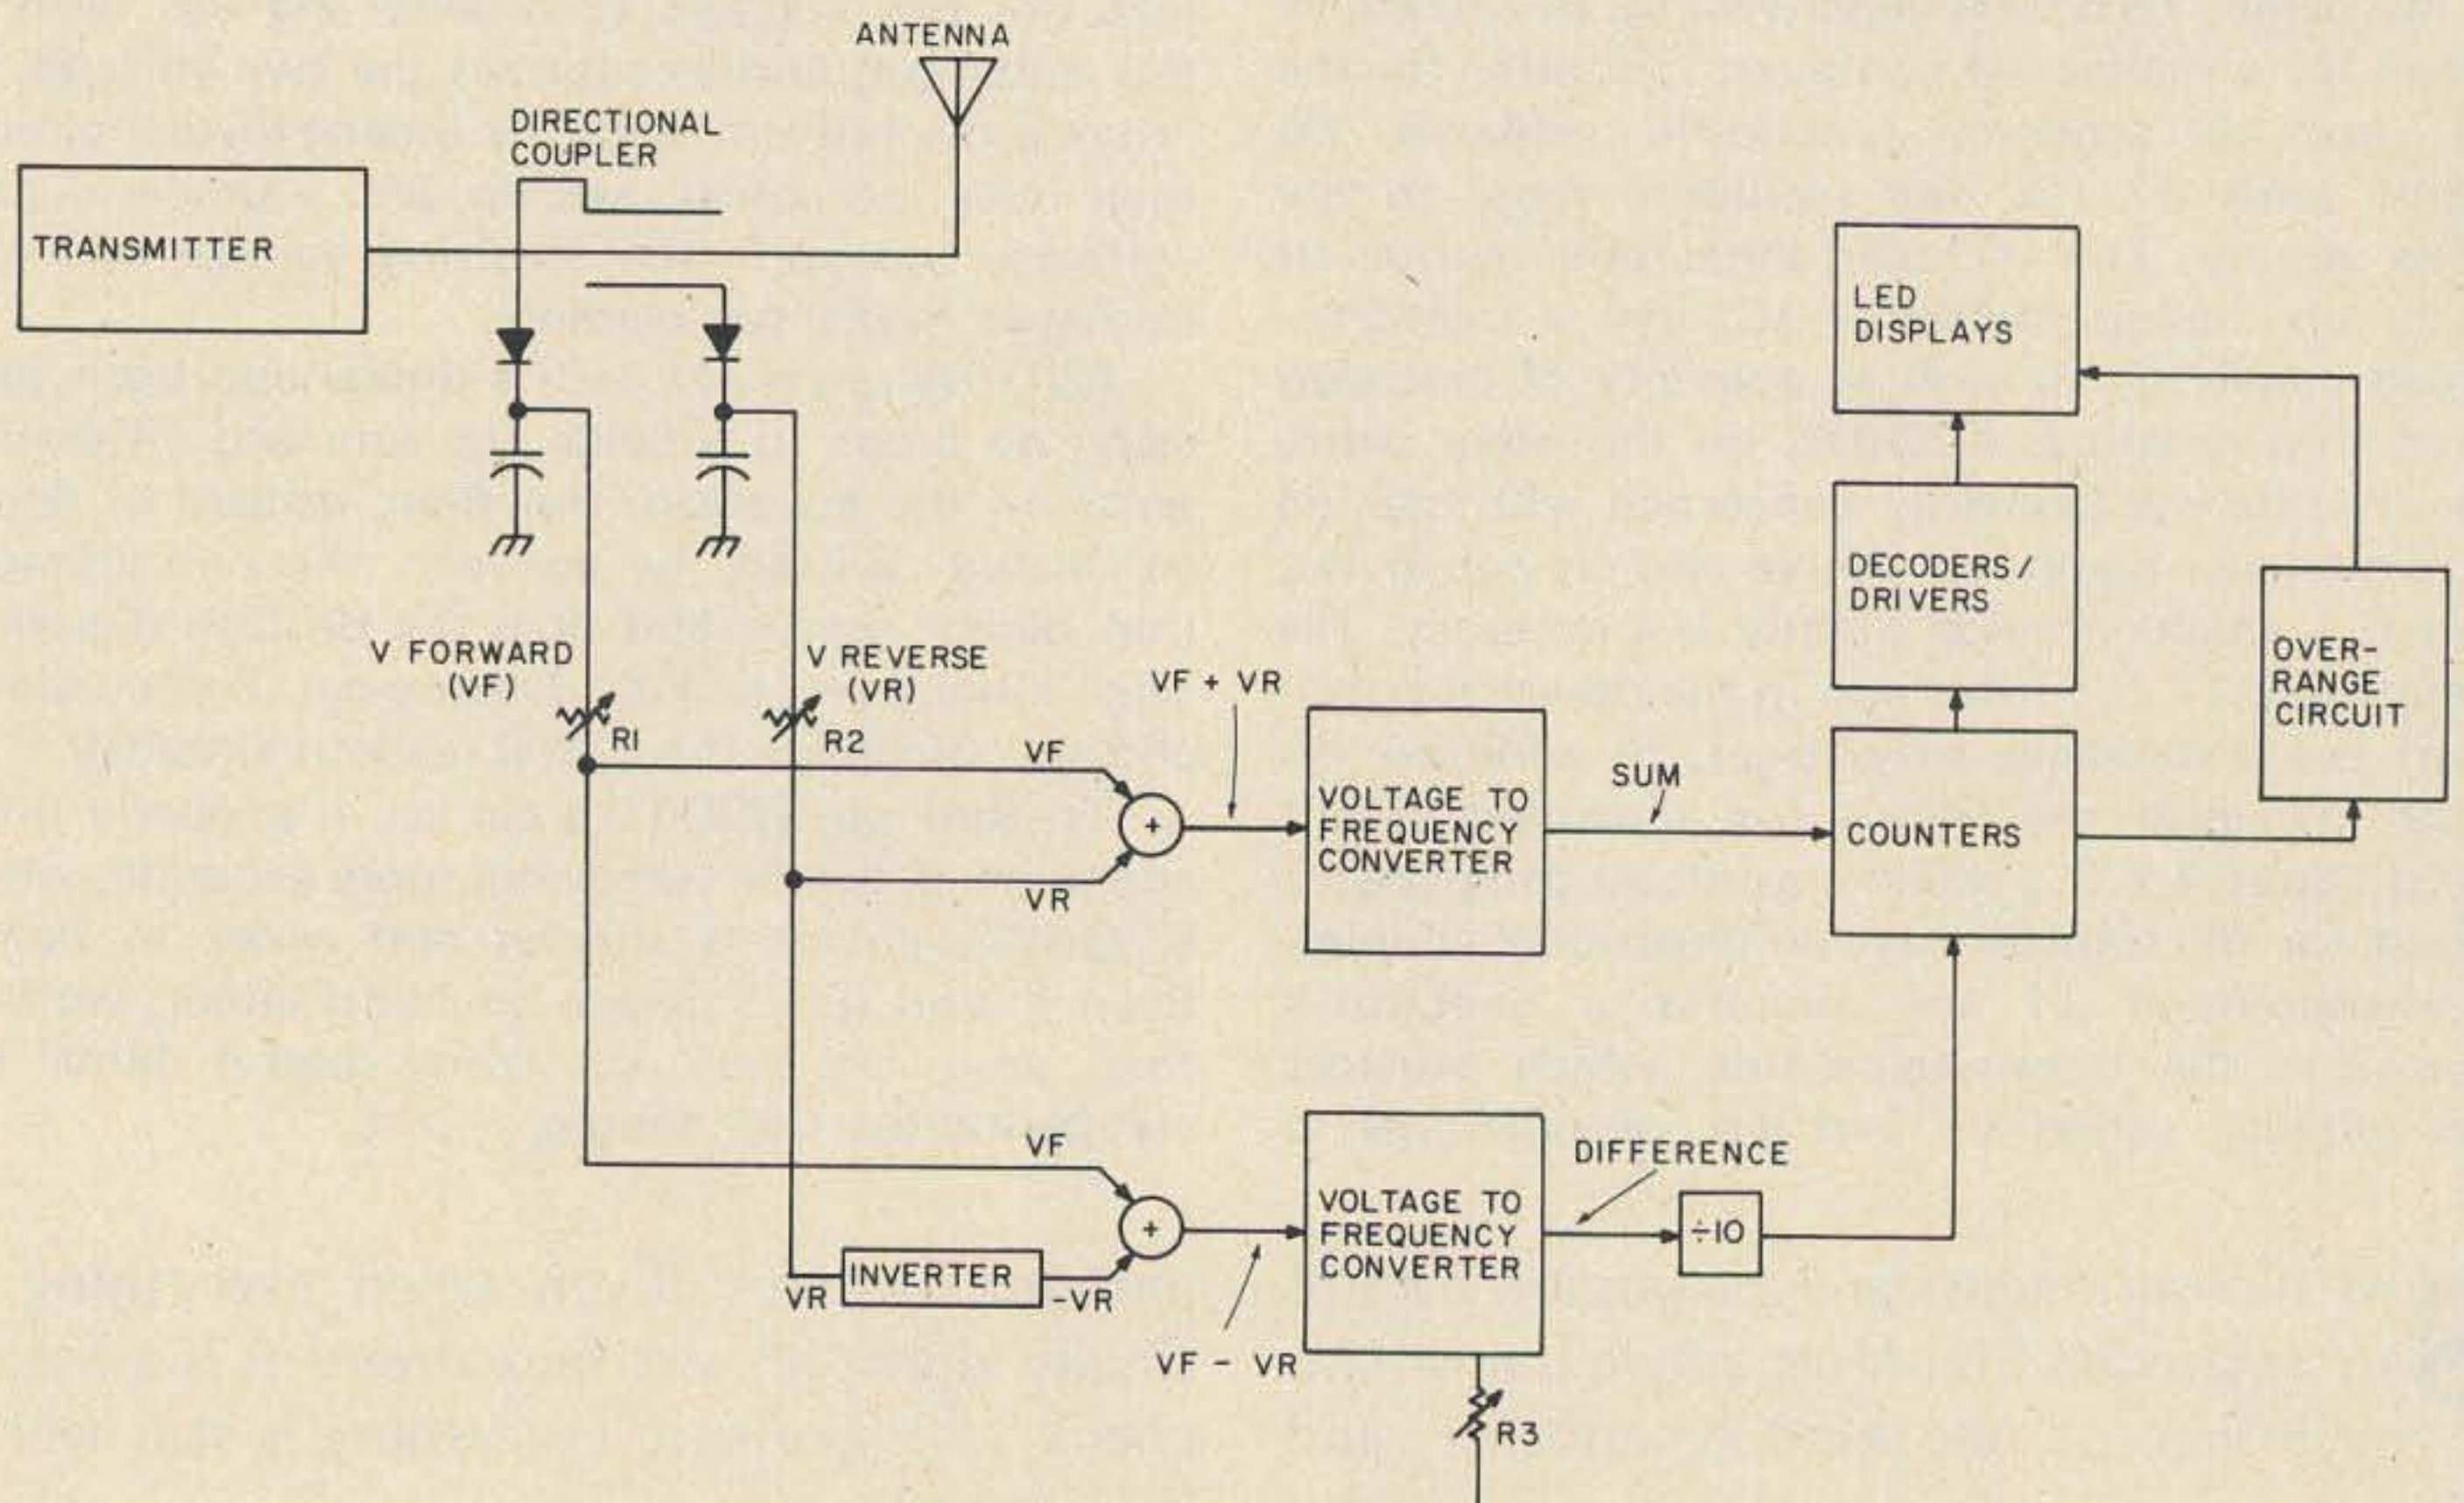 ANTENNA
DIRECTIONAL
COUPLER
TRANSMITTER
LED
DISPLAYS
DECODERS/
DRIVERS
OVER-
RANGE
CIRCUIT
V FORWARD
(VF)
V REVERSE
(VR)
R1
R2
VF
VR
+
VF + VR
VOLTAGE TO
FREQUENCY
CONVERTER
SUM
COUNTERS
VF
VR
INVERTER
-VR
+
VF - VR
VOLTAGE TO
FREQUENCY
CONVERTER
DIFFERENCE
÷10
R3